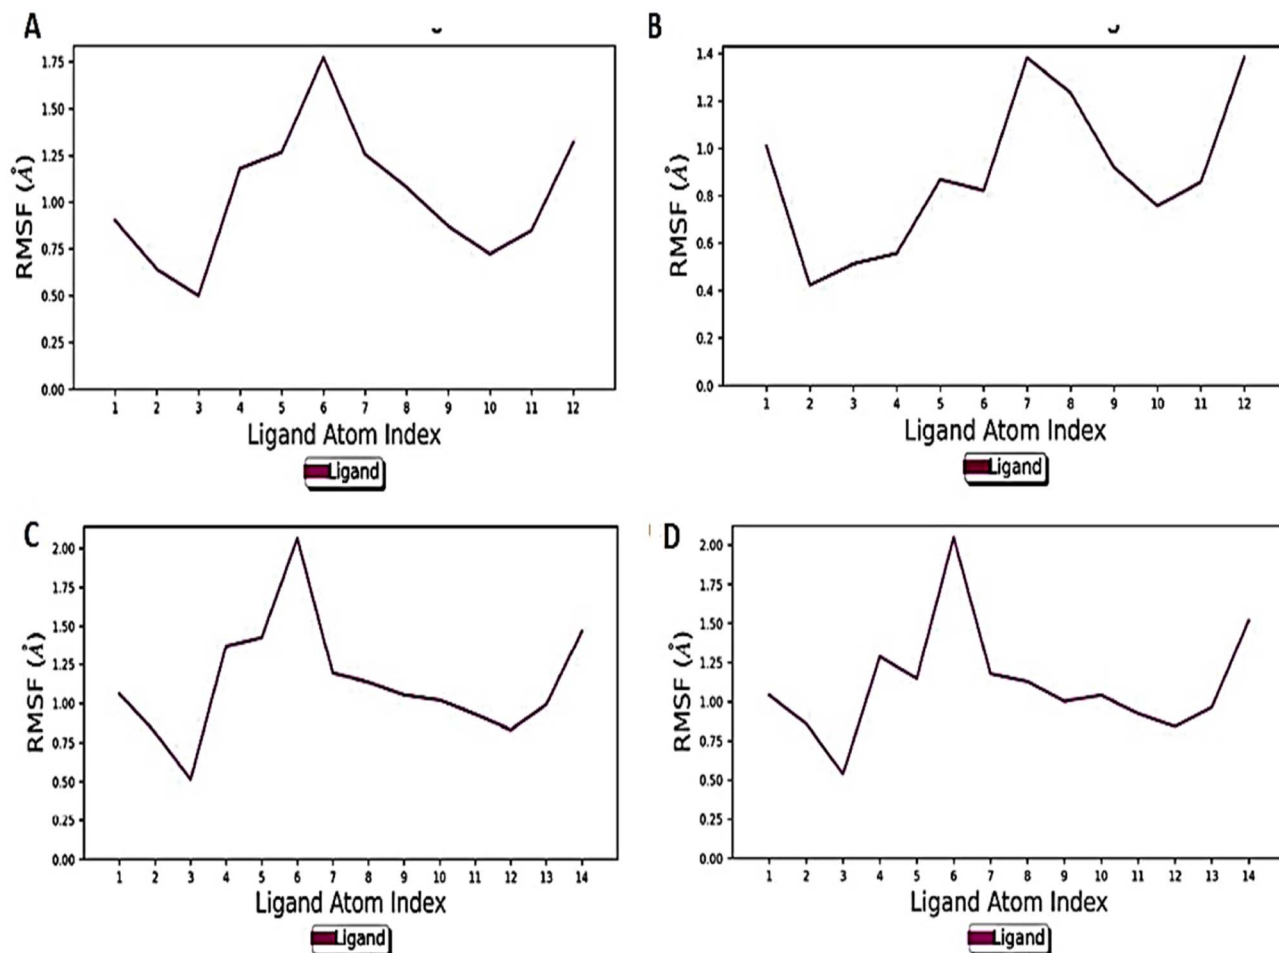 A
B
RMSF (Å)
1.75
1.50
1.25
1.00
0.75
0.50
0.25
0.00
1 2 3 4 5 6 7 8 9 10 11 12
Ligand Atom Index
Ligand
RMSF (Å)
1.4
1.2
1.0
0.8
0.6
0.4
0.2
0.0
1 2 3 4 5 6 7 8 9 10 11 12
Ligand Atom Index
Ligand
C
D
RMSF (Å)
2.00
1.75
1.50
1.25
1.00
0.75
0.50
0.25
0.00
1 2 3 4 5 6 7 8 9 10 11 12 13 14
Ligand Atom Index
Ligand
RMSF (Å)
2.00
1.75
1.50
1.25
1.00
0.75
0.50
0.25
0.00
1 2 3 4 5 6 7 8 9 10 11 12 13 14
Ligand Atom Index
Ligand